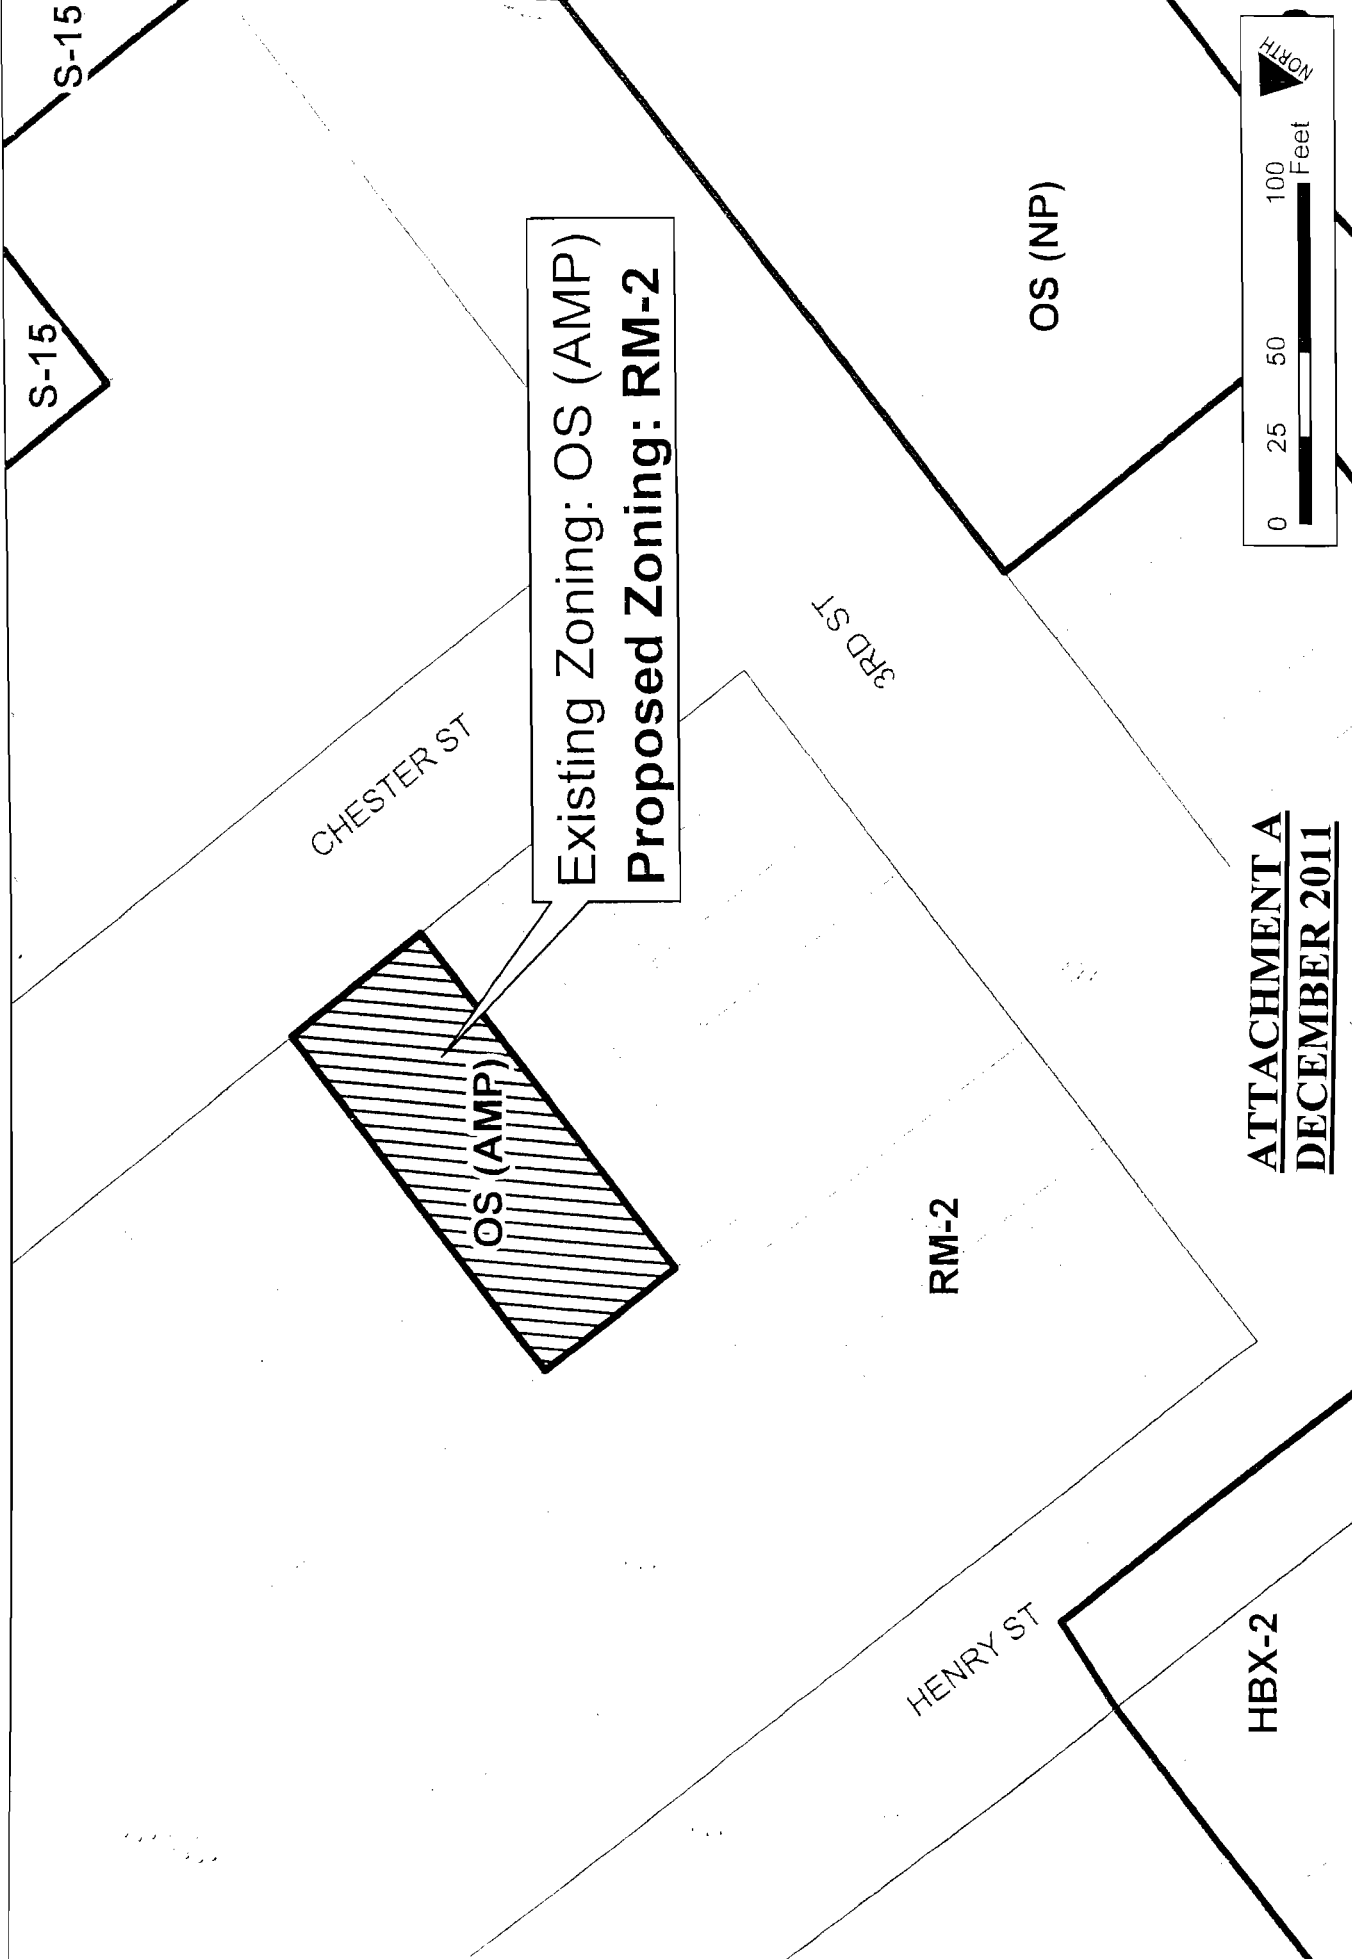 S-15
S-15
CHESTER ST
Existing Zoning: OS (AMP)
Proposed Zoning: RM-2
OS (AMP)
3RD ST
OS (NP)
RM-2
HENRY ST
HBX-2
ATTACHMENT A
DECEMBER 2011
0 25 50 100
Feet
NORTH